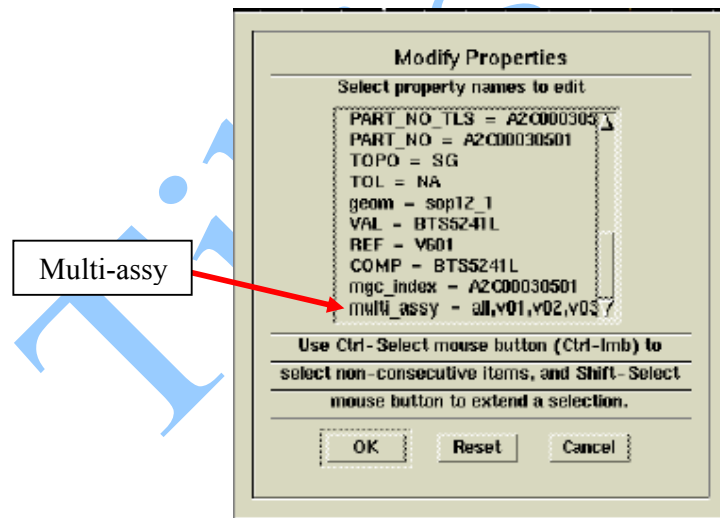 Modify Properties
Select property names to edit
PART_NO_TLS = A2C000305
PART_NO = A2C00030501
TOPO = SG
TOL = NA
geom = sop12_1
VAL = BTS5241L
REF = V601
COMP = BTS5241L
mgc_index = A2C00030501
multi_assy = all,v01,v02,v03
Multi-assy
Use Ctrl-Select mouse button (Ctrl-lmb) to
select non-consecutive items, and Shift-Select
mouse button to extend a selection.
OK Reset Cancel